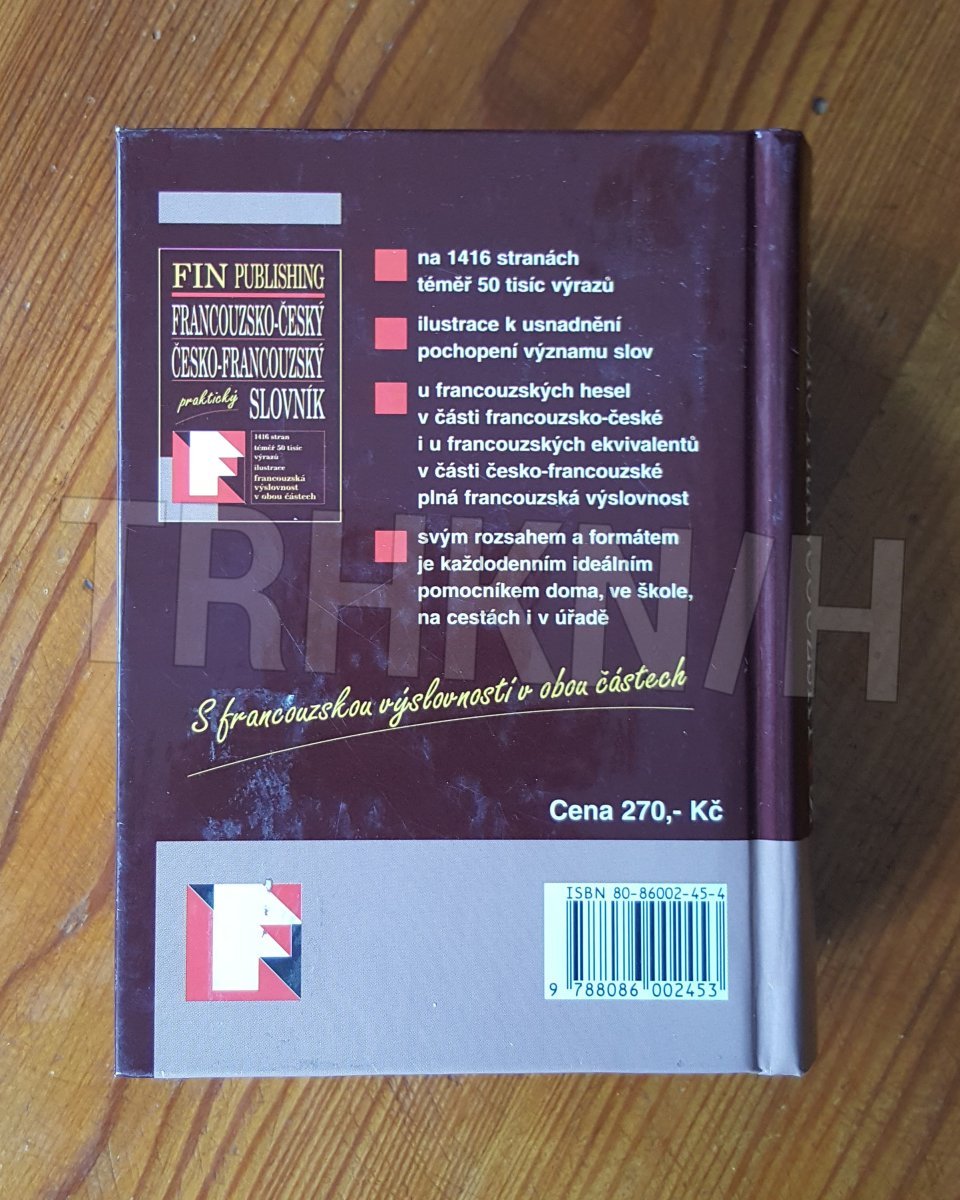 FIN PUBLISHING
FRANCOUZSKO-ČESKÝ
ČESKO-FRANCOUZSKÝ
praktický SLOVNÍK
1416 stran
téměř 50 tisíc
výrazů
ilustrace
francouzská
výslovnost
v obou částech
na 1416 stranách
téměř 50 tisíc výrazů
ilustrace k usnadnění
pochopení významu slov
u francouzských hesel
v části francouzsko-české
i u francouzských ekvivalentů
v části česko-francouzské
plná francouzská výslovnost
svým rozsahem a formátem
je každodenním ideálním
pomocníkem doma, ve škole,
na cestách i v úřadě
TRHKNIH
S francouzskou výslovností v obou částech
Cena 270,- Kč
F
ISBN 80-86002-45-4
9 788086 002453